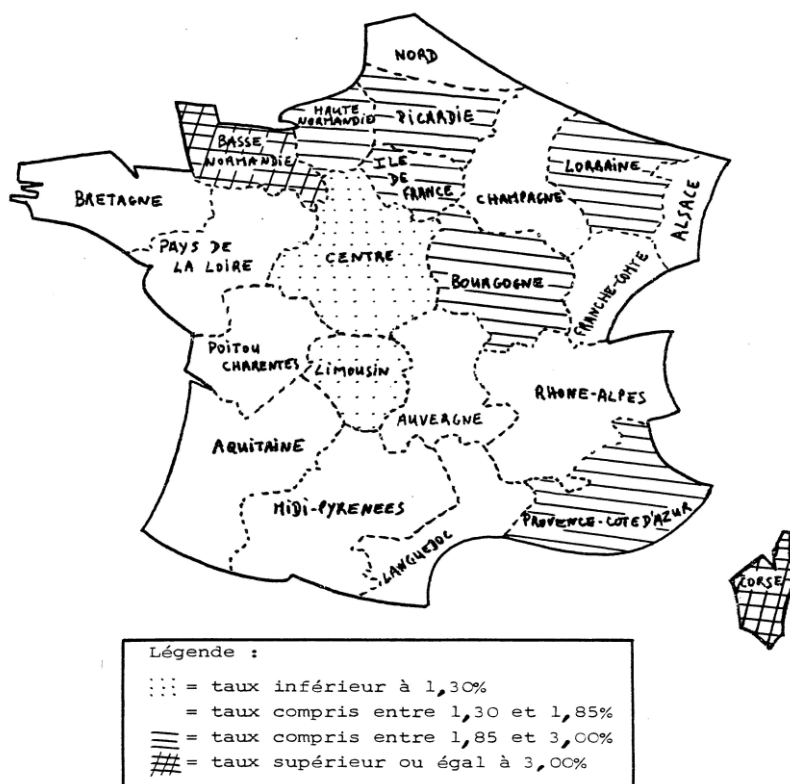 NORD
HAUTE
NORMANDIE
PICARDIE
BASSE
NORMANDIE
ILE
DE
FRANCE
LORRAINE
CHAMPAGNE
ALSACE
BRETAGNE
PAYS DE
LA LOIRE
CENTRE
BOURGOGNE
FRANCHE-COMTE
POITOU
CHARENTES
LIMOUSIN
AUVERGNE
RHONE-ALPES
AQUITAINE
MIDI-PYRENEES
LANGUEDOC
PROVENCE-COTE D'AZUR
CORSE
Légende :
= taux inférieur à 1,30%
= taux compris entre 1,30 et 1,85%
= taux compris entre 1,85 et 3,00%
= taux supérieur ou égal à 3,00%